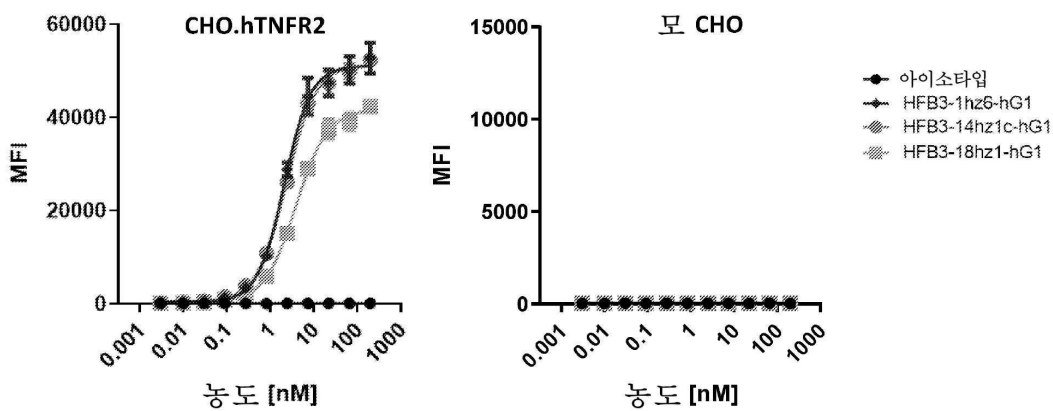 CHO.hTNFR2
60000
40000
20000
0
MFI
0.001
0.01
0.1
1
10
100
1000
농도 [nM]
모 CHO
15000
10000
5000
0
MFI
0.001
0.01
0.1
1
10
100
1000
농도 [nM]
아이소타입
HFB3-1hz6-hG1
HFB3-14hz1c-hG1
HFB3-18hz1-hG1